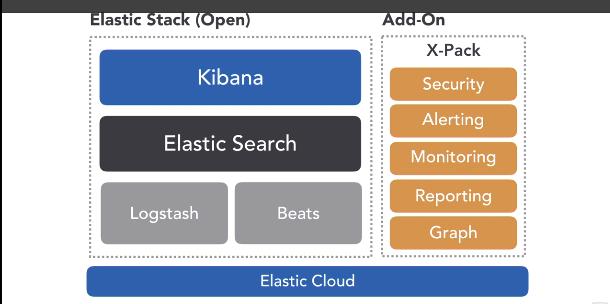 Elastic Stack (Open)
Add-On
Kibana
Elastic Search
Logstash
Beats
X-Pack
Security
Alerting
Monitoring
Reporting
Graph
Elastic Cloud